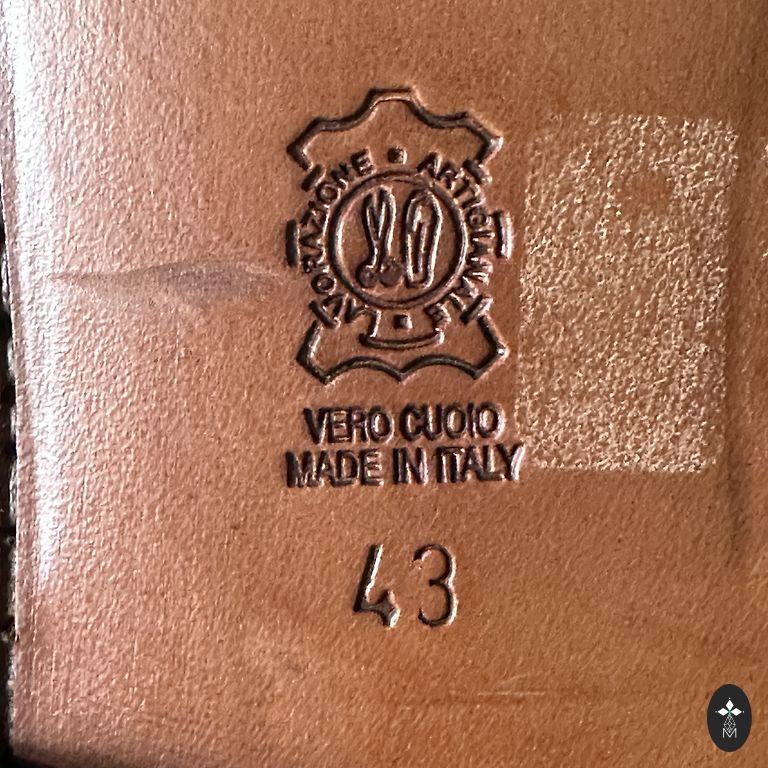 LAVORAZIONE • ARTIGIANALE
VERO CUOIO
MADE IN ITALY
43
M